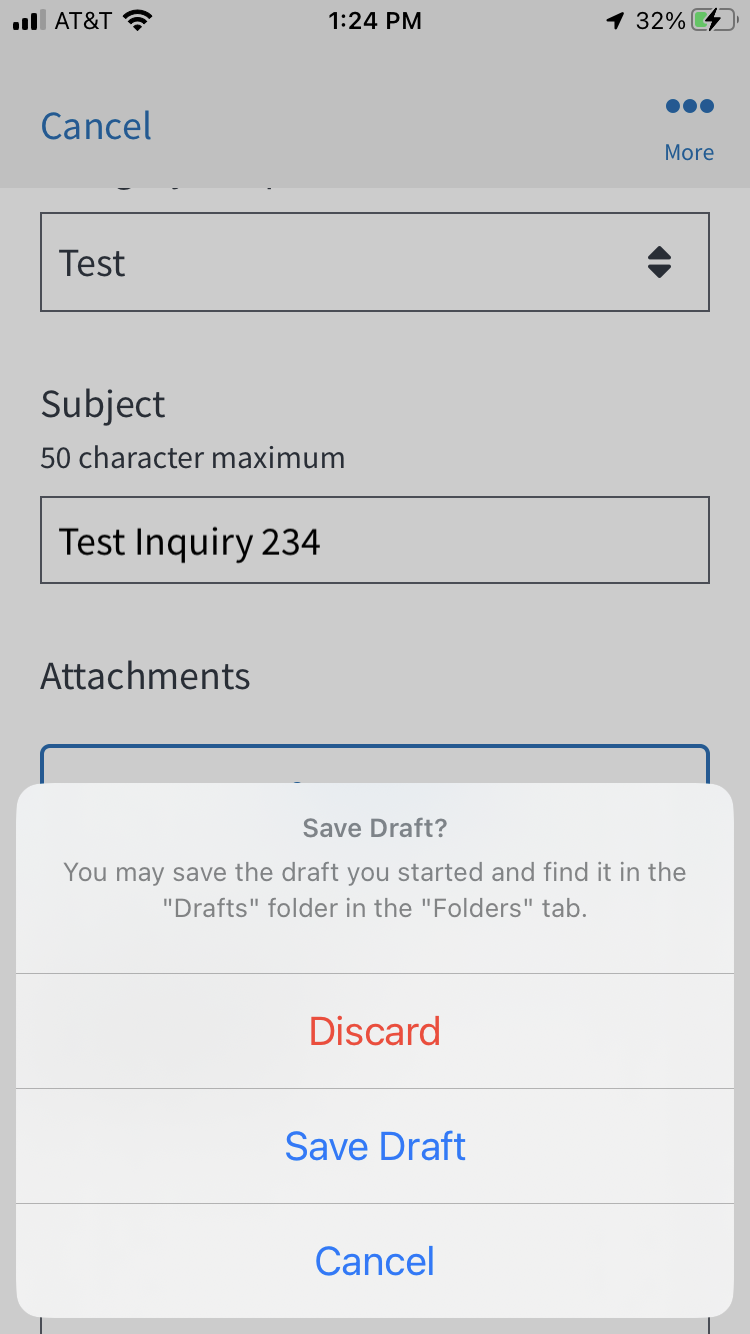 AT&T 1:24 PM 32%
Cancel
More
Test
Subject
50 character maximum
Test Inquiry 234
Attachments
Save Draft?
You may save the draft you started and find it in the
"Drafts" folder in the "Folders" tab.
Discard
Save Draft
Cancel